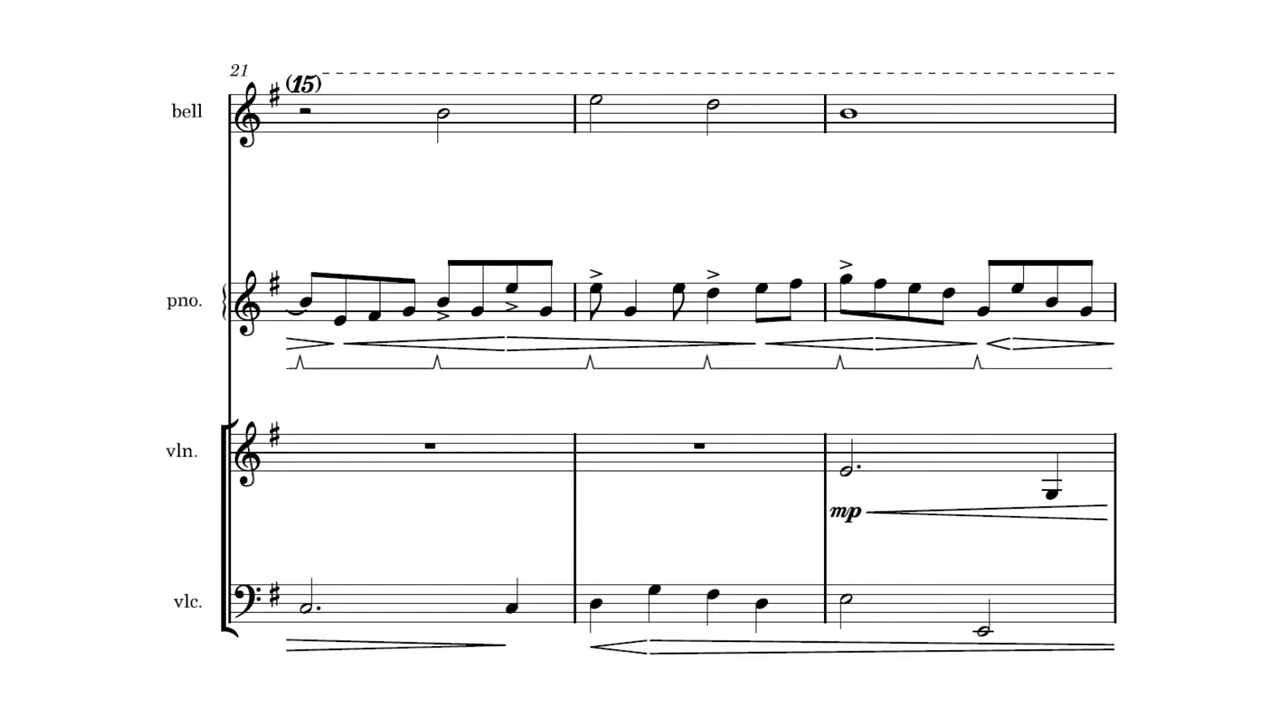 21
(15)
bell
pno.
vln.
mp
vlc.